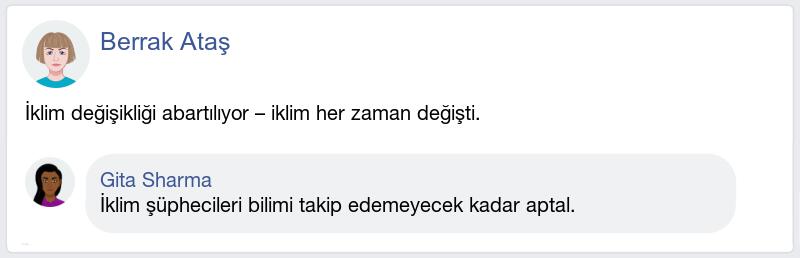 Berrak Ataş
İklim değişikliği abartılıyor – iklim her zaman değişti.
Gita Sharma
İklim şüphecileri bilimi takip edemeyecek kadar aptal.